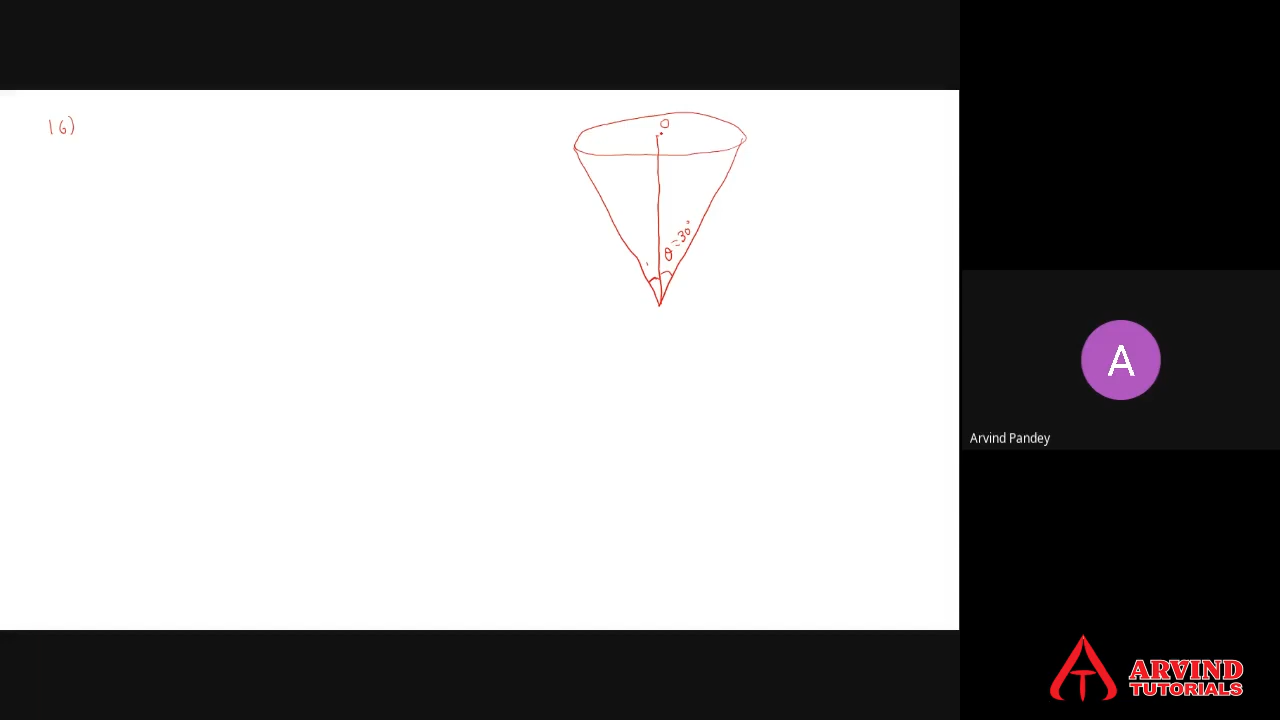 16)
O
θ=30°
A
Arvind Pandey
ARVIND
TUTORIALS